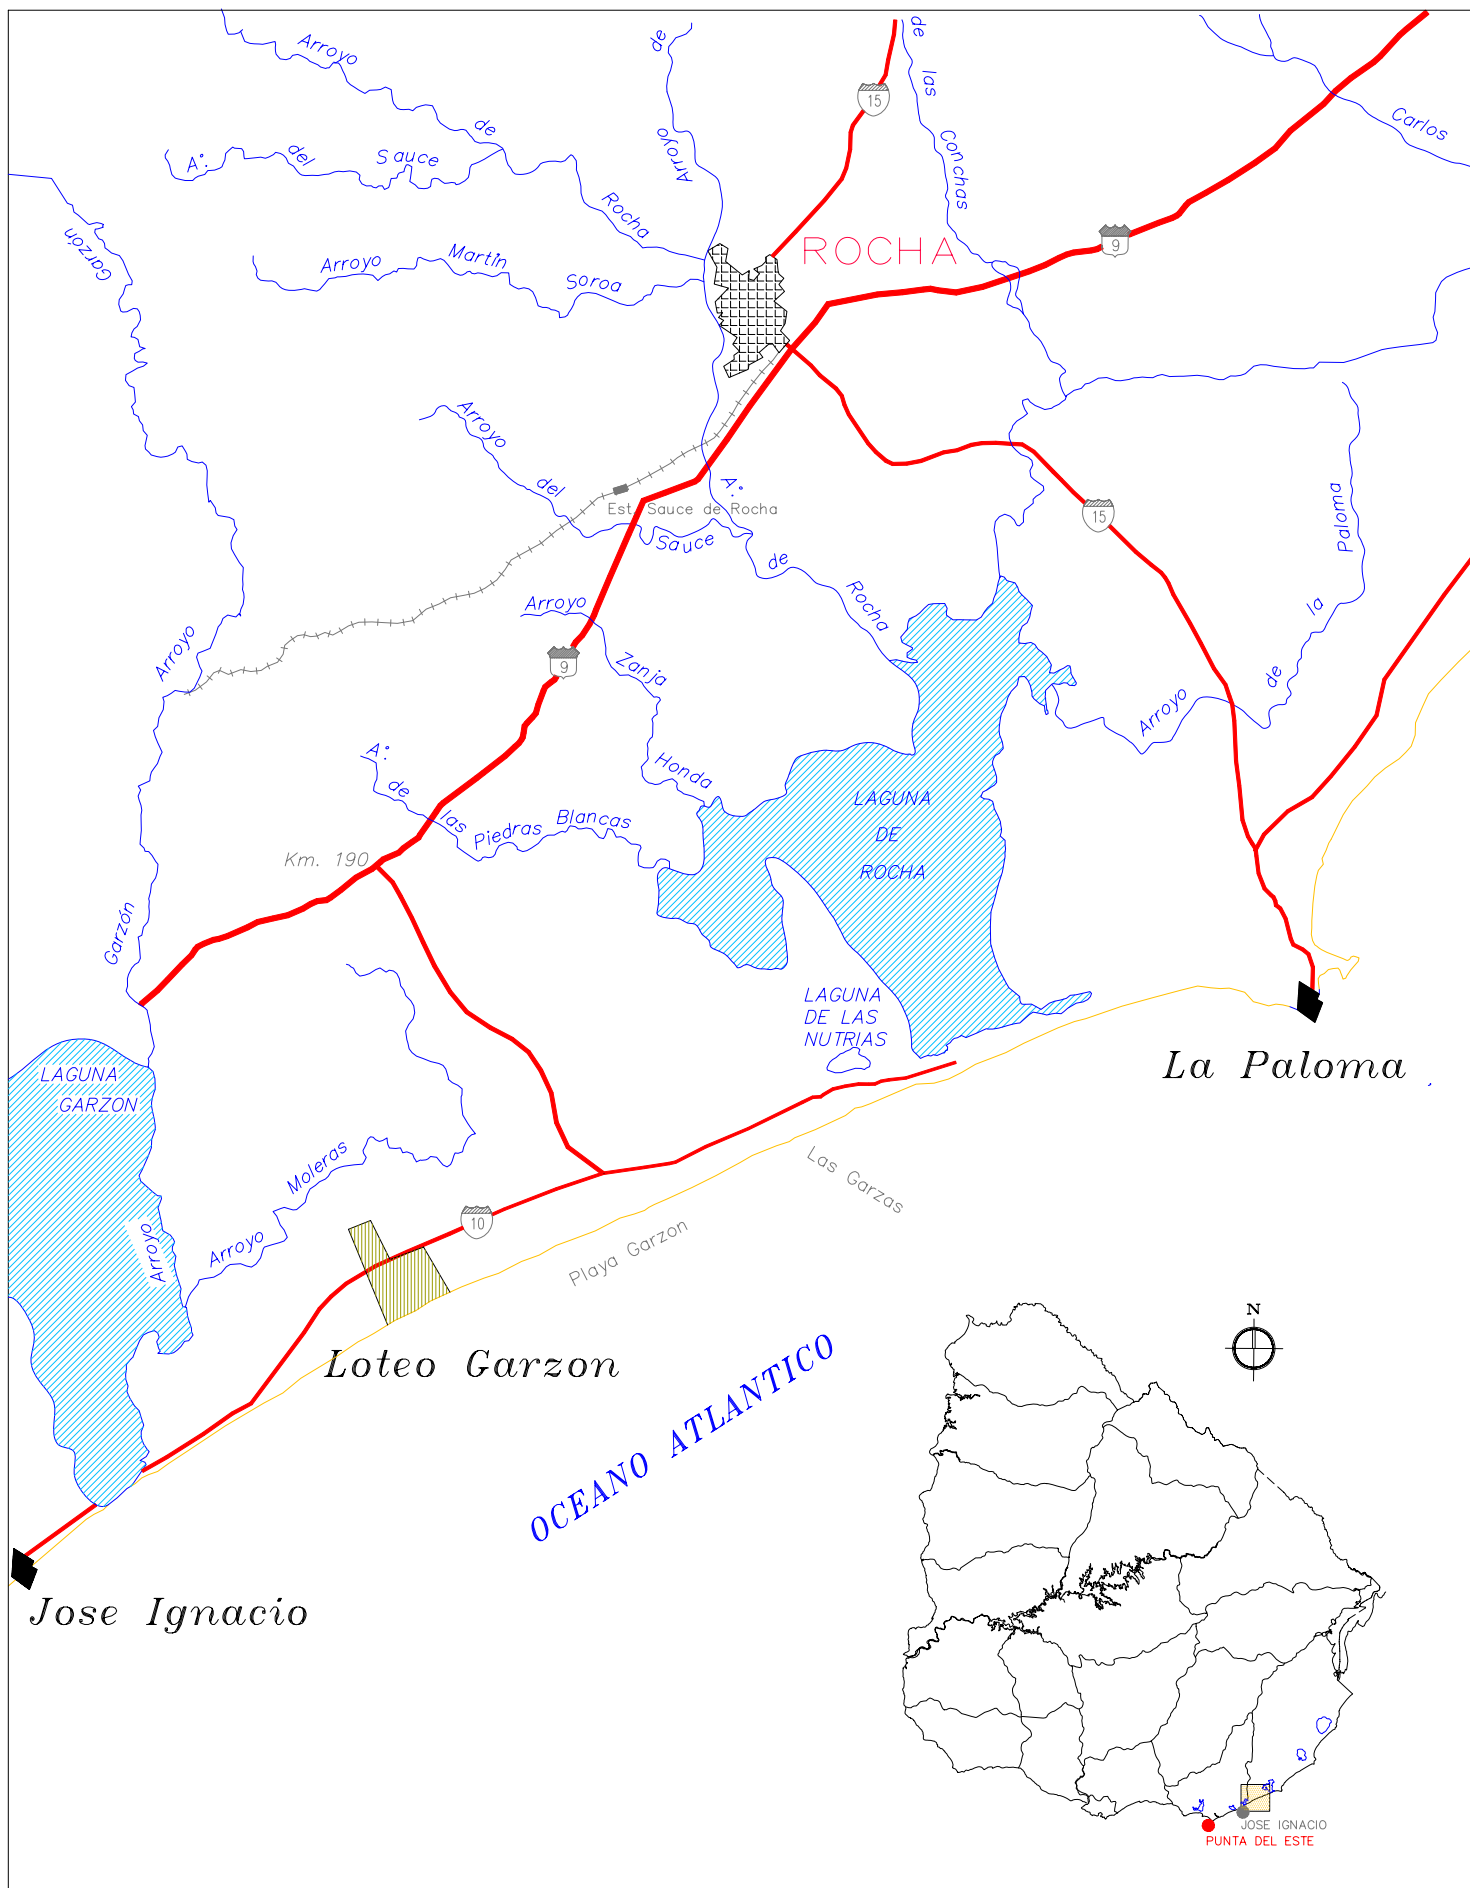 Arroyo
de
Rocha
A°.
del
Sauce
Arroyo
de
15
de
las
Conchas
Carlos
Garzón
Arroyo
Martín
Soroa
ROCHA
9
Arroyo
del
Sauce
A°.
de
Rocha
Est. Sauce de Rocha
15
Paloma
la
de
Arroyo
Arroyo
Zanja
Honda
9
Arroyo
Garzón
A°.
de
las
Piedras
Blancas
Km. 190
LAGUNA
DE
ROCHA
LAGUNA
DE LAS
NUTRIAS
La Paloma
LAGUNA
GARZON
Arroyo
Arroyo
Moleras
10
Las Garzas
Playa Garzon
Loteo Garzon
OCEANO ATLANTICO
Jose Ignacio
N
JOSE IGNACIO
PUNTA DEL ESTE